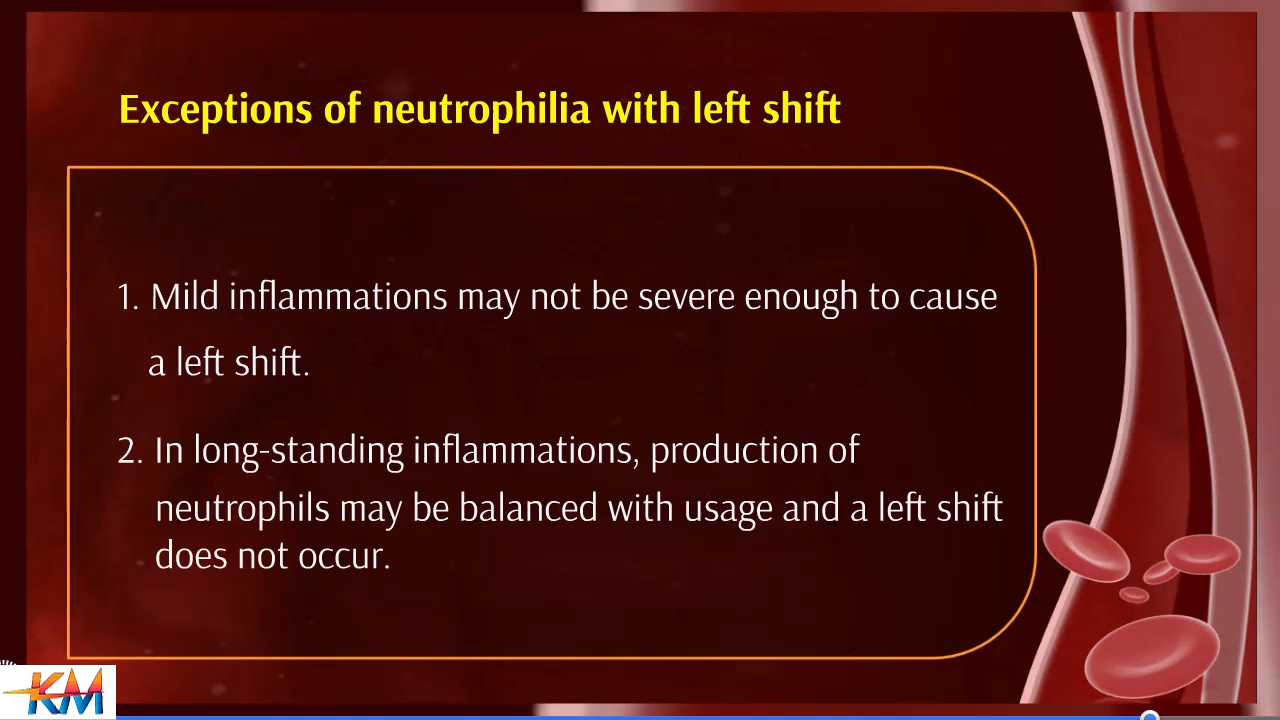 Exceptions of neutrophilia with left shift
1. Mild inflammations may not be severe enough to cause
a left shift.
2. In long-standing inflammations, production of
neutrophils may be balanced with usage and a left shift
does not occur.
KM